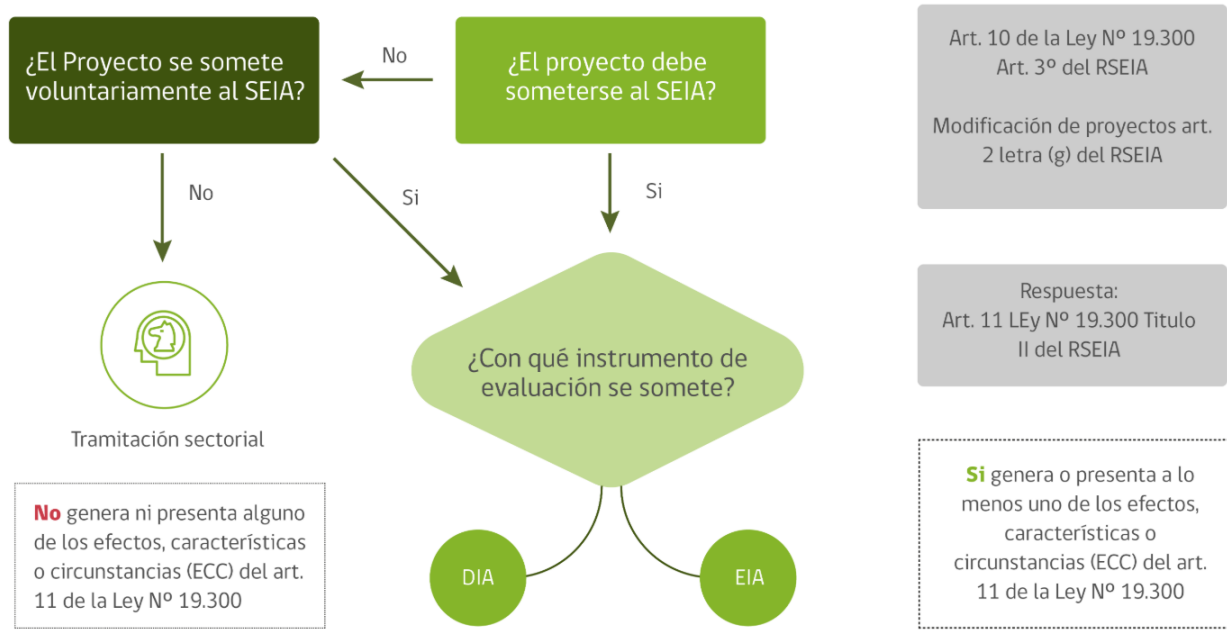 ¿El Proyecto se somete
voluntariamente al SEIA?
No
¿El proyecto debe
someterse al SEIA?
Art. 10 de la Ley Nº 19.300
Art. 3º del RSEIA
Modificación de proyectos art.
2 letra (g) del RSEIA
No
Si
Si
Tramitación sectorial
¿Con qué instrumento de
evaluación se somete?
Respuesta:
Art. 11 LEy Nº 19.300 Titulo
II del RSEIA
No genera ni presenta alguno
de los efectos, características
o circunstancias (ECC) del art.
11 de la Ley Nº 19.300
DIA
EIA
Si genera o presenta a lo
menos uno de los efectos,
características o
circunstancias (ECC) del art.
11 de la Ley Nº 19.300